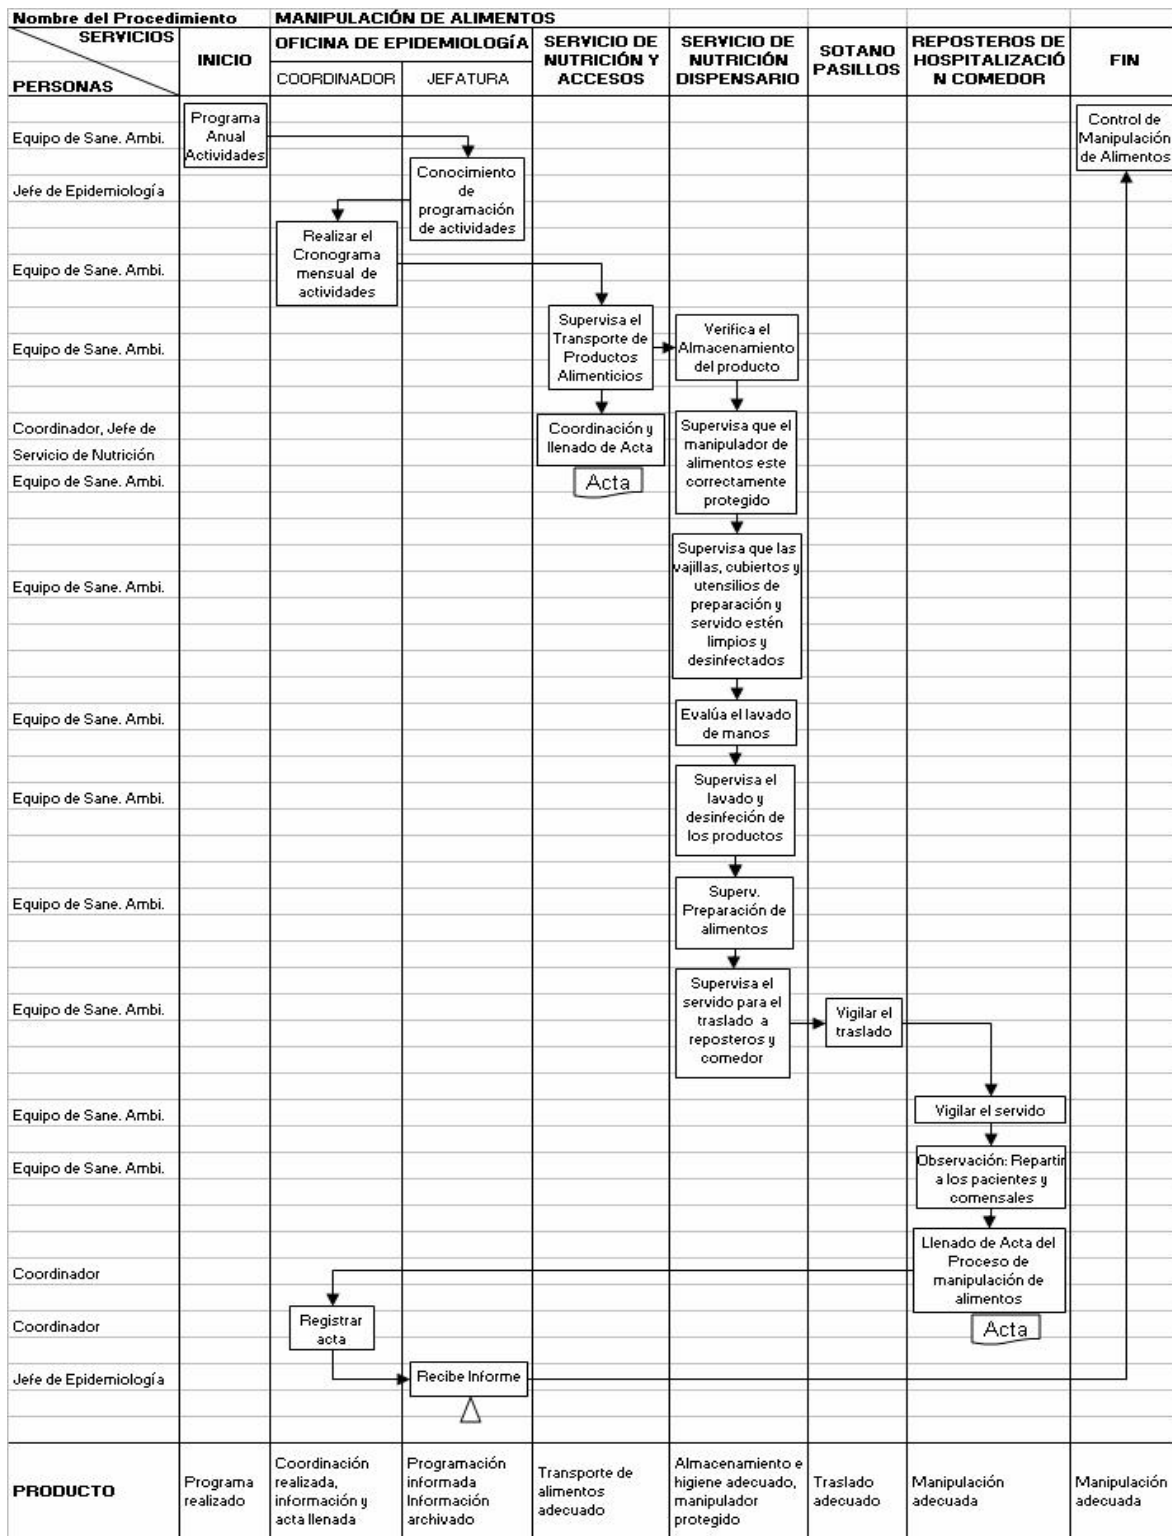 Nombre del Procedimiento
MANIPULACIÓN DE ALIMENTOS
SERVICIOS
PERSONAS
INICIO
OFICINA DE EPIDEMIOLOGÍA
COORDINADOR
JEFATURA
SERVICIO DE
NUTRICIÓN Y
ACCESOS
SERVICIO DE
NUTRICIÓN
DISPENSARIO
SOTANO
PASILLOS
REPOSTEROS DE
HOSPITALIZACIÓ
N COMEDOR
FIN
Equipo de Sane. Ambi.
Programa
Anual
Actividades
Control de
Manipulación
de Alimentos
Jefe de Epidemiología
Conocimiento
de
programación
de actividades
Equipo de Sane. Ambi.
Realizar el
Cronograma
mensual de
actividades
Equipo de Sane. Ambi.
Supervisa el
Transporte de
Productos
Alimenticios
Verifica el
Almacenamiento
del producto
Coordinador, Jefe de
Servicio de Nutrición
Equipo de Sane. Ambi.
Coordinación y
llenado de Acta
Acta
Supervisa que el
manipulador de
alimentos este
correctamente
protegido
Equipo de Sane. Ambi.
Supervisa que las
vajillas, cubiertos y
utensilios de
preparación y
servido estén
limpios y
desinfectados
Equipo de Sane. Ambi.
Evalúa el lavado
de manos
Equipo de Sane. Ambi.
Supervisa el
lavado y
desinfeción de
los productos
Equipo de Sane. Ambi.
Superv.
Preparación de
alimentos
Equipo de Sane. Ambi.
Supervisa el
servido para el
traslado a
reposteros y
comedor
Vigilar el
traslado
Equipo de Sane. Ambi.
Vigilar el servido
Equipo de Sane. Ambi.
Observación: Repartir
a los pacientes y
comensales
Coordinador
Llenado de Acta del
Proceso de
manipulación de
alimentos
Acta
Coordinador
Registrar
acta
Jefe de Epidemiología
Recibe Informe
PRODUCTO
Programa
realizado
Coordinación
realizada,
información y
acta llenada
Programación
informada
Información
archivado
Transporte de
alimentos
adecuado
Almacenamiento e
higiene adecuado,
manipulador
protegido
Traslado
adecuado
Manipulación
adecuada
Manipulación
adecuada